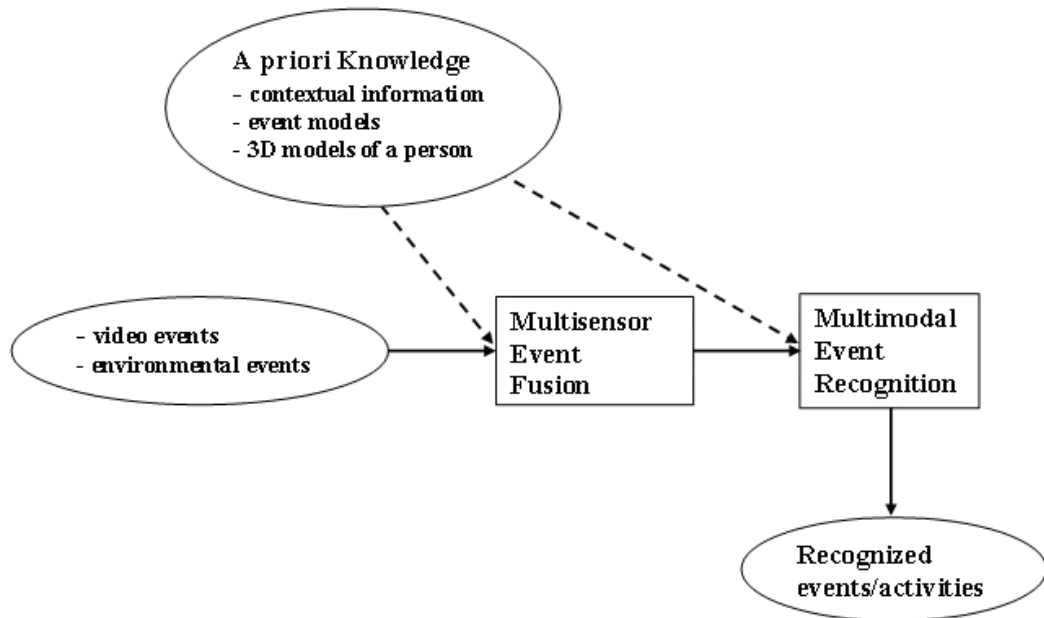 A priori Knowledge
- contextual information
- event models
- 3D models of a person
- video events
- environmental events
Multisensor
Event
Fusion
Multimodal
Event
Recognition
Recognized
events/activities